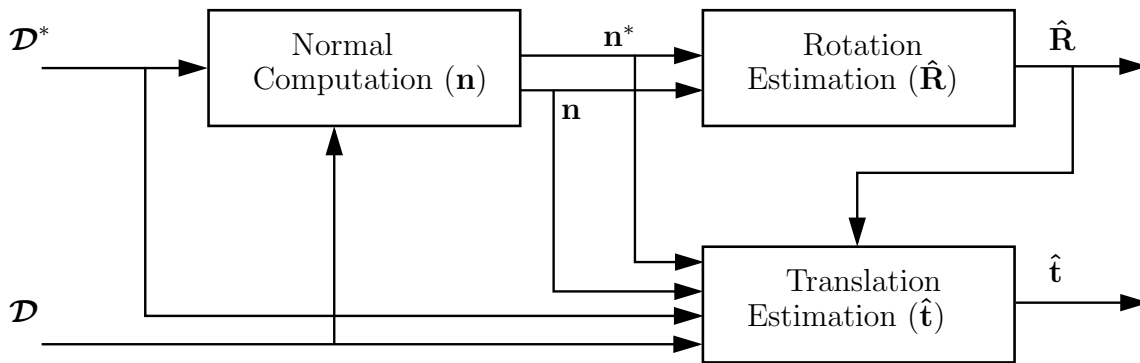 𝓓*
Normal
Computation (n)
n*
n
Rotation
Estimation (R̂)
R̂
𝓓
Translation
Estimation (t̂)
t̂